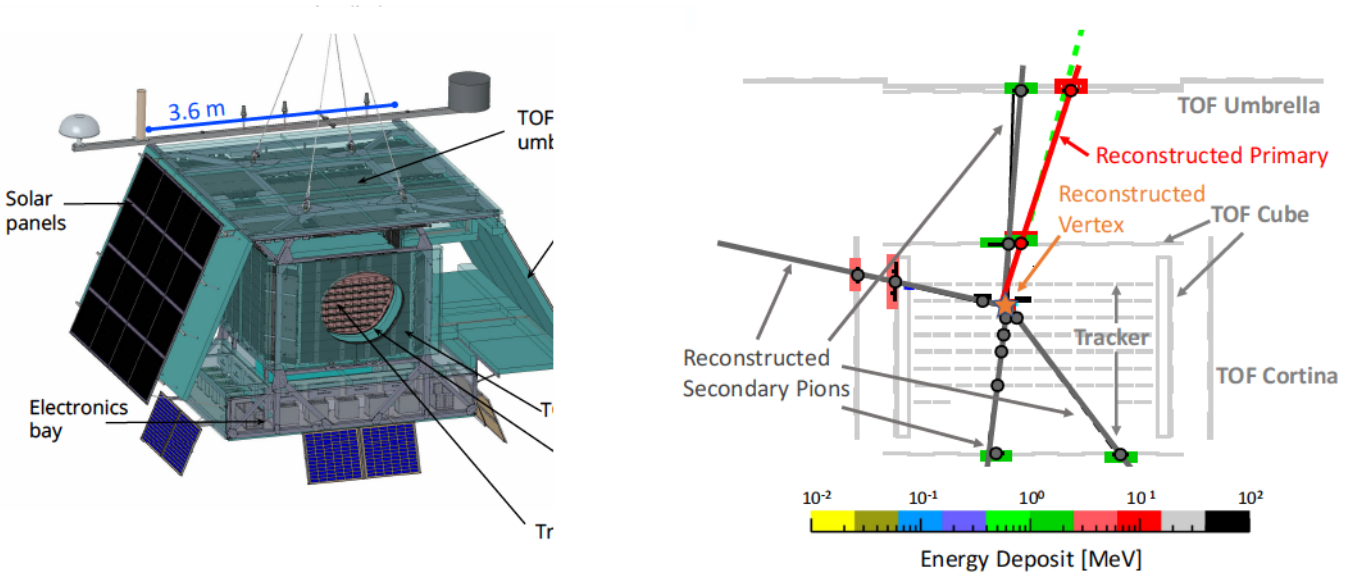 3.6 m
TOF
umb
Solar
panels
Electronics
bay
Tr
TOF Umbrella
Reconstructed Primary
Reconstructed
Vertex
TOF Cube
Tracker
Reconstructed
Secondary Pions
TOF Cortina
10-2
10-1
100
101
102
Energy Deposit [MeV]